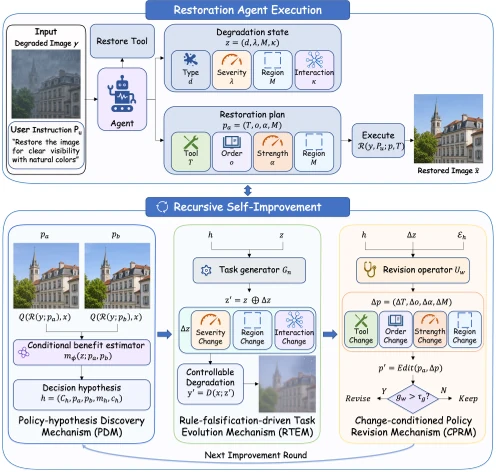 Restoration Agent Execution
Input
Degraded Image y
User Instruction Pu
"Restore the image
for clear visibility
with natural colors"
Restore Tool
Agent
Degradation state
z = (d, λ, M, κ)
Type
d
Severity
λ
Region
M
Interaction
κ
Restoration plan
pa = (T, o, α, M)
Tool
T
Order
o
Strength
α
Region
M
Execute
R(y, Pu; p, T)
Restored Image x̂
Recursive Self-Improvement
pa
pb
Q(R(y; pa), x)
Q(R(y; pb), x)
Conditional benefit estimator
mϕ(z; pa, pb)
Decision hypothesis
h = (Ch, pa, pb, mh, ch)
Policy-hypothesis Discovery
Mechanism (PDM)
h
z
Task generator Gη
z' = z ⊕ Δz
Δz
Severity
Change
Region
Change
Interaction
Change
Controllable
Degradation
y' = D(x; z')
Rule-falsification-driven Task
Evolution Mechanism (RTEM)
h
Δz
Ɛh
Revision operator Uω
Δp = (ΔT, Δo, Δα, ΔM)
Tool
Change
Order
Change
Strength
Change
Region
Change
p' = Edit(pa, Δp)
Revise
Y
gω > τg?
N
Keep
Change-conditioned Policy
Revision Mechanism (CPRM)
Next Improvement Round